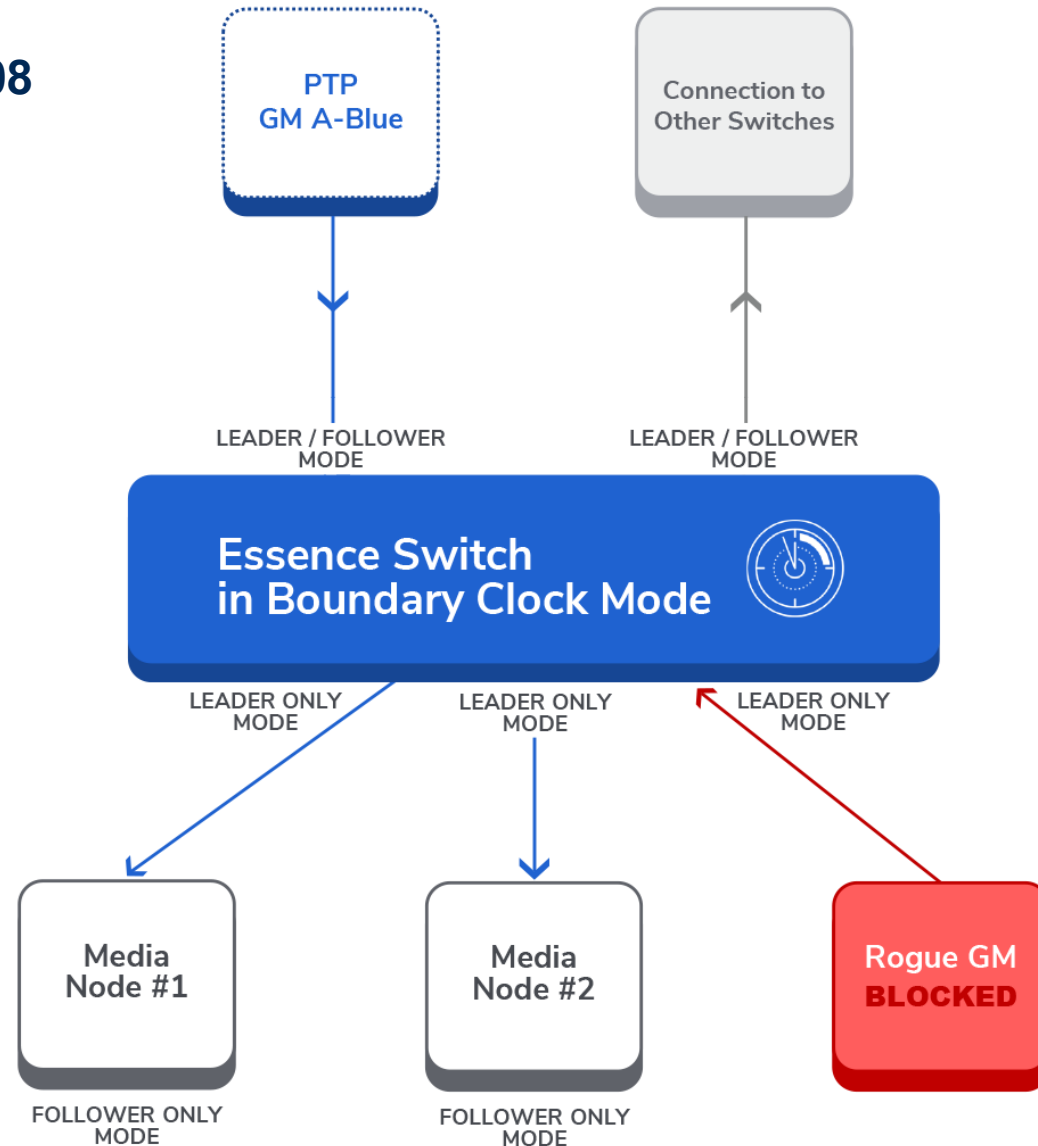 08
PTP
GM A-Blue
Connection to
Other Switches
LEADER / FOLLOWER
MODE
LEADER / FOLLOWER
MODE
Essence Switch
in Boundary Clock Mode
LEADER ONLY
MODE
LEADER ONLY
MODE
LEADER ONLY
MODE
Media
Node #1
Media
Node #2
Rogue GM
BLOCKED
FOLLOWER ONLY
MODE
FOLLOWER ONLY
MODE